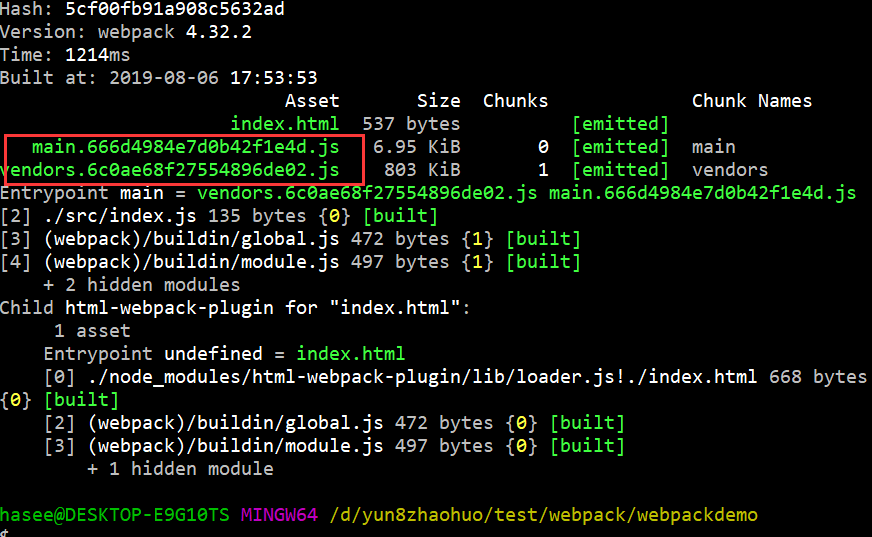 Hash: 5cf00fb91a908c5632ad
Version: webpack 4.32.2
Time: 1214ms
Built at: 2019-08-06 17:53:53
Asset Size Chunks Chunk Names
index.html 537 bytes [emitted]
main.666d4984e7d0b42f1e4d.js 6.95 KiB 0 [emitted] main
vendors.6c0ae68f27554896de02.js 803 KiB 1 [emitted] vendors
Entrypoint main = vendors.6c0ae68f27554896de02.js main.666d4984e7d0b42f1e4d.js
[2] ./src/index.js 135 bytes {0} [built]
[3] (webpack)/buildin/global.js 472 bytes {1} [built]
[4] (webpack)/buildin/module.js 497 bytes {1} [built]
+ 2 hidden modules
Child html-webpack-plugin for "index.html":
1 asset
Entrypoint undefined = index.html
[0] ./node_modules/html-webpack-plugin/lib/loader.js!./index.html 668 bytes
{0} [built]
[2] (webpack)/buildin/global.js 472 bytes {0} [built]
[3] (webpack)/buildin/module.js 497 bytes {0} [built]
+ 1 hidden module
hasee@DESKTOP-E9G10TS MINGW64 /d/yun8zhaohuo/test/webpack/webpackdemo
$